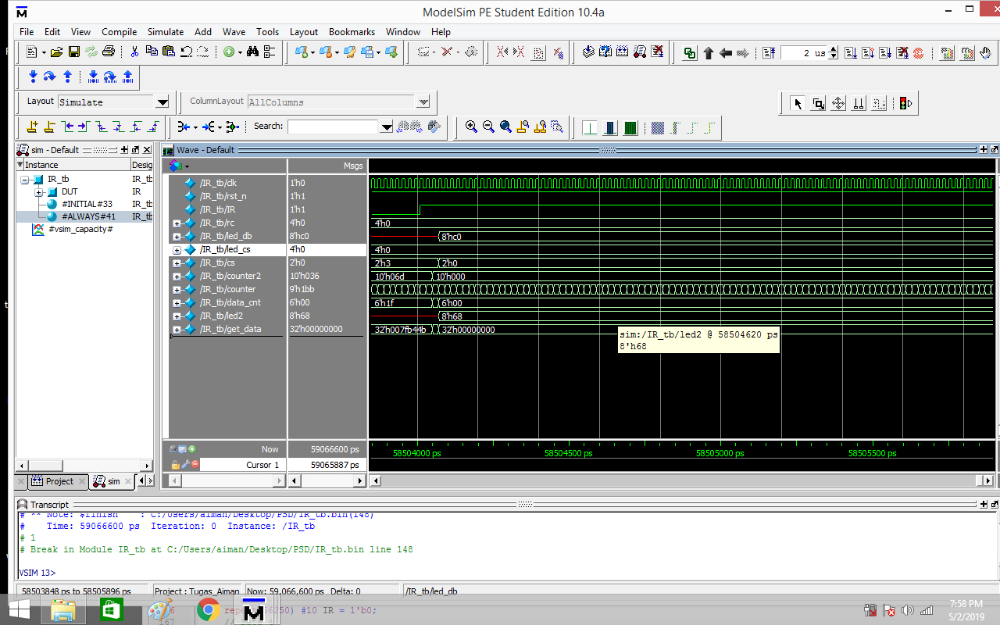 ModelSim PE Student Edition 10.4a
File Edit View Compile Simulate Add Wave Tools Layout Bookmarks Window Help
2 us
Layout Simulate ColumnLayout AllColumns
Search:
sim - Default
Wave - Default
Instance Desig
Msgs
IR_tb IR_tb
DUT IR
#INITIAL#33 IR_tb
#ALWAYS#41 IR_tb
#vsim_capacity#
/IR_tb/clk 1'h0
/IR_tb/rst_n 1'h1
/IR_tb/IR 1'h1
/IR_tb/rc 4'h0 4'h0
/IR_tb/led_db 8'hc0 8'hc0
/IR_tb/led_cs 4'h0 4'h0
/IR_tb/cs 2'h0 2'h3 2'h0
/IR_tb/counter2 10'h036 10'h06d 10'h000
/IR_tb/counter 9'h1bb
/IR_tb/data_cnt 6'h00 6'h1f 6'h00
/IR_tb/led2 8'h68 8'h68
/IR_tb/get_data 32'h00000000 32'h007fb44b 32'h00000000
sim:/IR_tb/led2 @ 58504620 ps
8'h68
Now 59066600 ps
58504000 ps 58504500 ps 58505000 ps 58505500 ps
Cursor 1 59065887 ps
Project sim
Transcript
# ** Note: $finish : C:/Users/aiman/Desktop/PSD/IR_tb.bin(148)
# Time: 59066600 ps Iteration: 0 Instance: /IR_tb
# 1
# Break in Module IR_tb at C:/Users/aiman/Desktop/PSD/IR_tb.bin line 148
VSIM 13>
58503848 ps to 58505896 ps Project : Tugas_Aiman Now: 59,066,600 ps Delta: 0 /IR_tb/led_db
#10 IR = 1'b0;
167 //
7:58 PM
5/2/2019